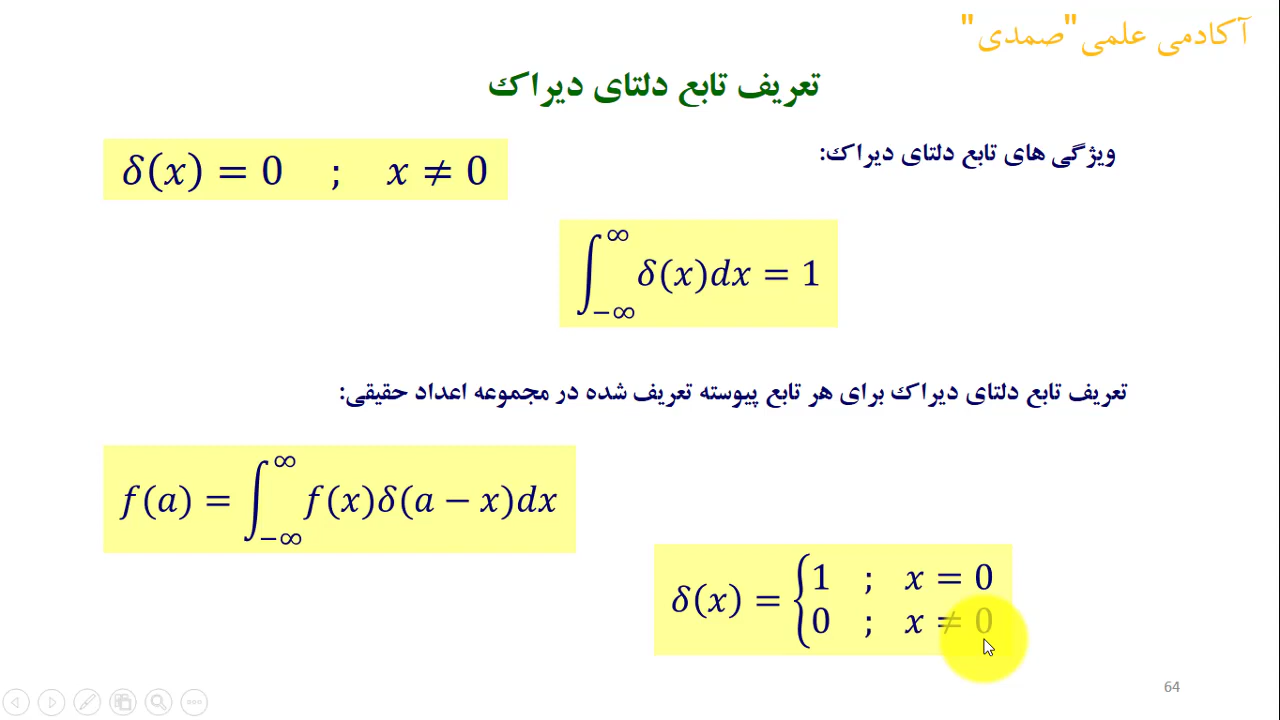 آکادمی علمی"صمدی"
تعریف تابع دلتای دیراک
ویژگی های تابع دلتای دیراک:
δ(x) = 0 ; x ≠ 0
∫_{−∞}^{∞} δ(x)dx = 1
تعریف تابع دلتای دیراک برای هر تابع پیوسته تعریف شده در مجموعه اعداد حقیقی:
f(a) = ∫_{−∞}^{∞} f(x)δ(a − x)dx
δ(x) = {1 ; x = 0
0 ; x ≠ 0
64